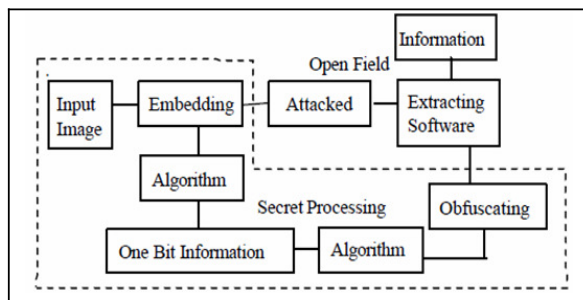 Information
Open Field
Input
Image
Embedding
Attacked
Extracting
Software
Algorithm
Secret Processing
Obfuscating
One Bit Information
Algorithm